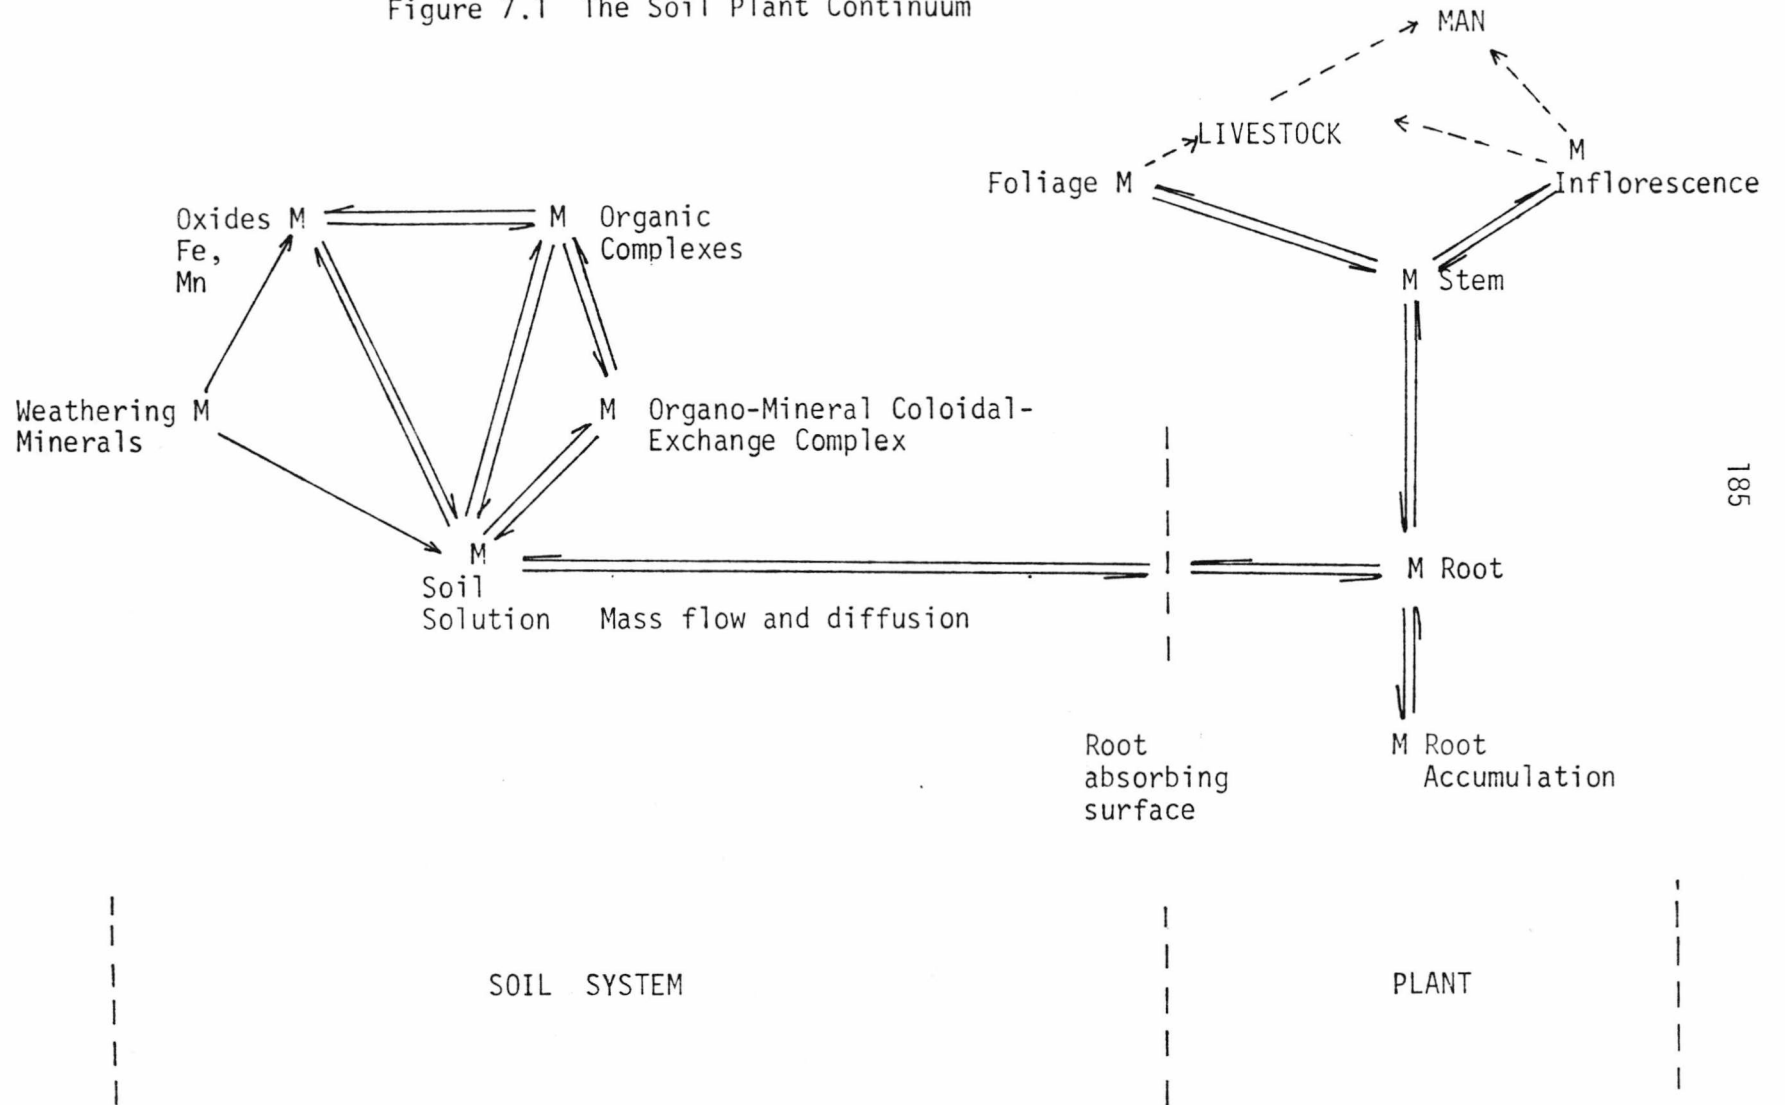 Figure 7.1 The Soil Plant Continuum
MAN
LIVESTOCK
M
Foliage M
Inflorescence
Oxides M
Fe,
Mn
M Organic
Complexes
M Stem
Weathering M
Minerals
M Organo-Mineral Coloidal-
Exchange Complex
185
M
Soil
Solution
Mass flow and diffusion
M Root
Root
absorbing
surface
M Root
Accumulation
SOIL SYSTEM
PLANT